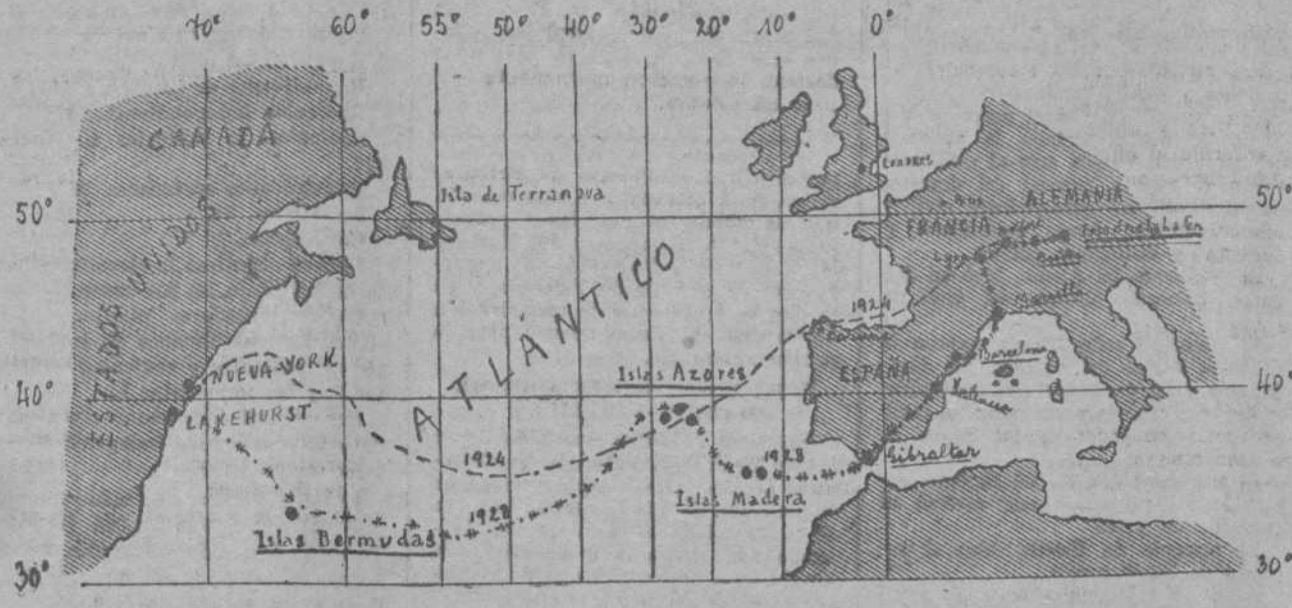 70° 60° 55° 50° 40° 30° 20° 10° 0°
CANADÁ
Londres
Isla de Terranova
50°
50°
ALEMANIA
FRANCIA
Friedrichshafen
Lyon
ESTADOS UNIDOS
ATLÁNTICO
1924
Marsella
Coruña
NUEVA-YORK
Islas Azores
Barcelona
ESPAÑA
40°
40°
Valencia
LAKEHURST
1924
1928
Gibraltar
Islas Madera
1928
Islas Bermudas
30°
30°